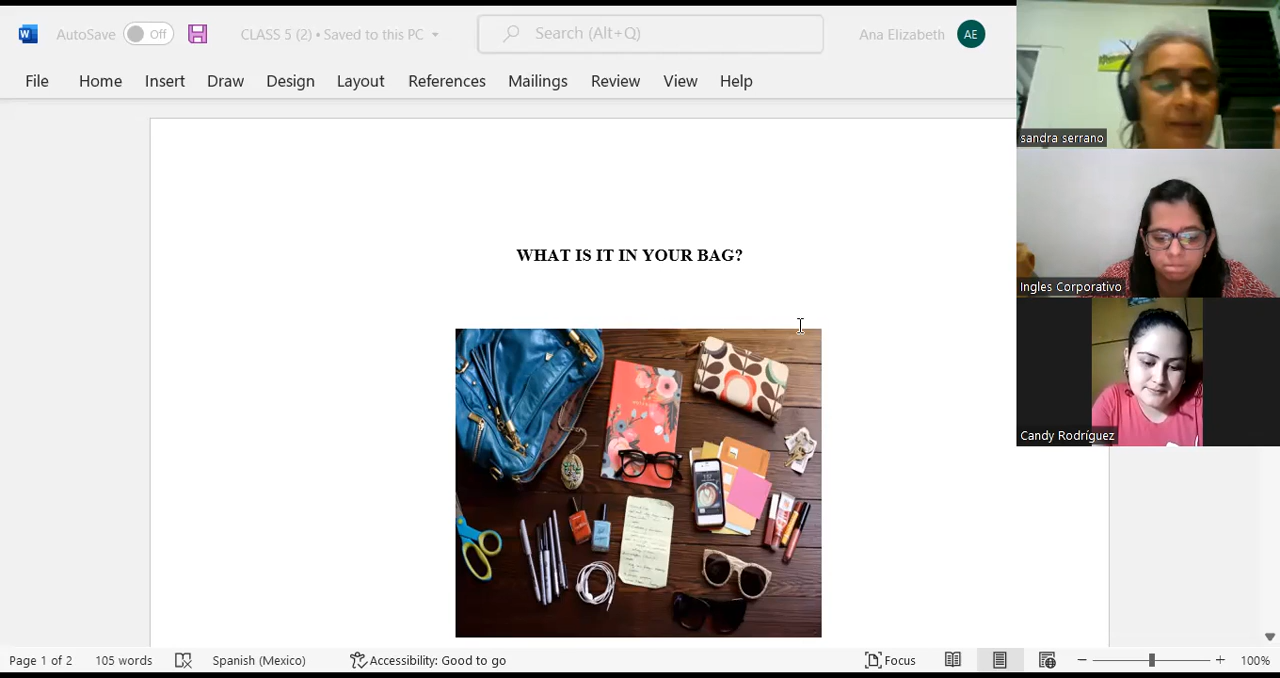 AutoSave Off CLASS 5 (2) • Saved to this PC Search (Alt+Q) Ana Elizabeth AE
File Home Insert Draw Design Layout References Mailings Review View Help
sandra serrano
WHAT IS IT IN YOUR BAG?
Ingles Corporativo
Candy Rodríguez
Page 1 of 2 105 words Spanish (Mexico) Accessibility: Good to go Focus 100%